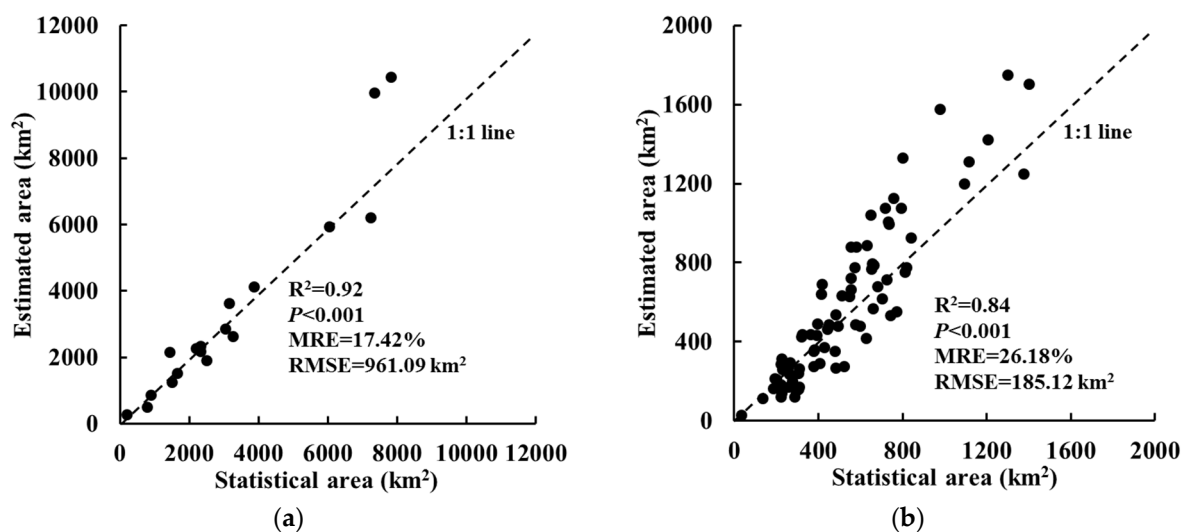 12000
10000
8000
6000
4000
2000
0
Estimated area (km²)
1:1 line
R²=0.92
P<0.001
MRE=17.42%
RMSE=961.09 km²
0 2000 4000 6000 8000 10000 12000
Statistical area (km²)
(a)
2000
1600
1200
800
400
0
Estimated area (km²)
1:1 line
R²=0.84
P<0.001
MRE=26.18%
RMSE=185.12 km²
0 400 800 1200 1600 2000
Statistical area (km²)
(b)